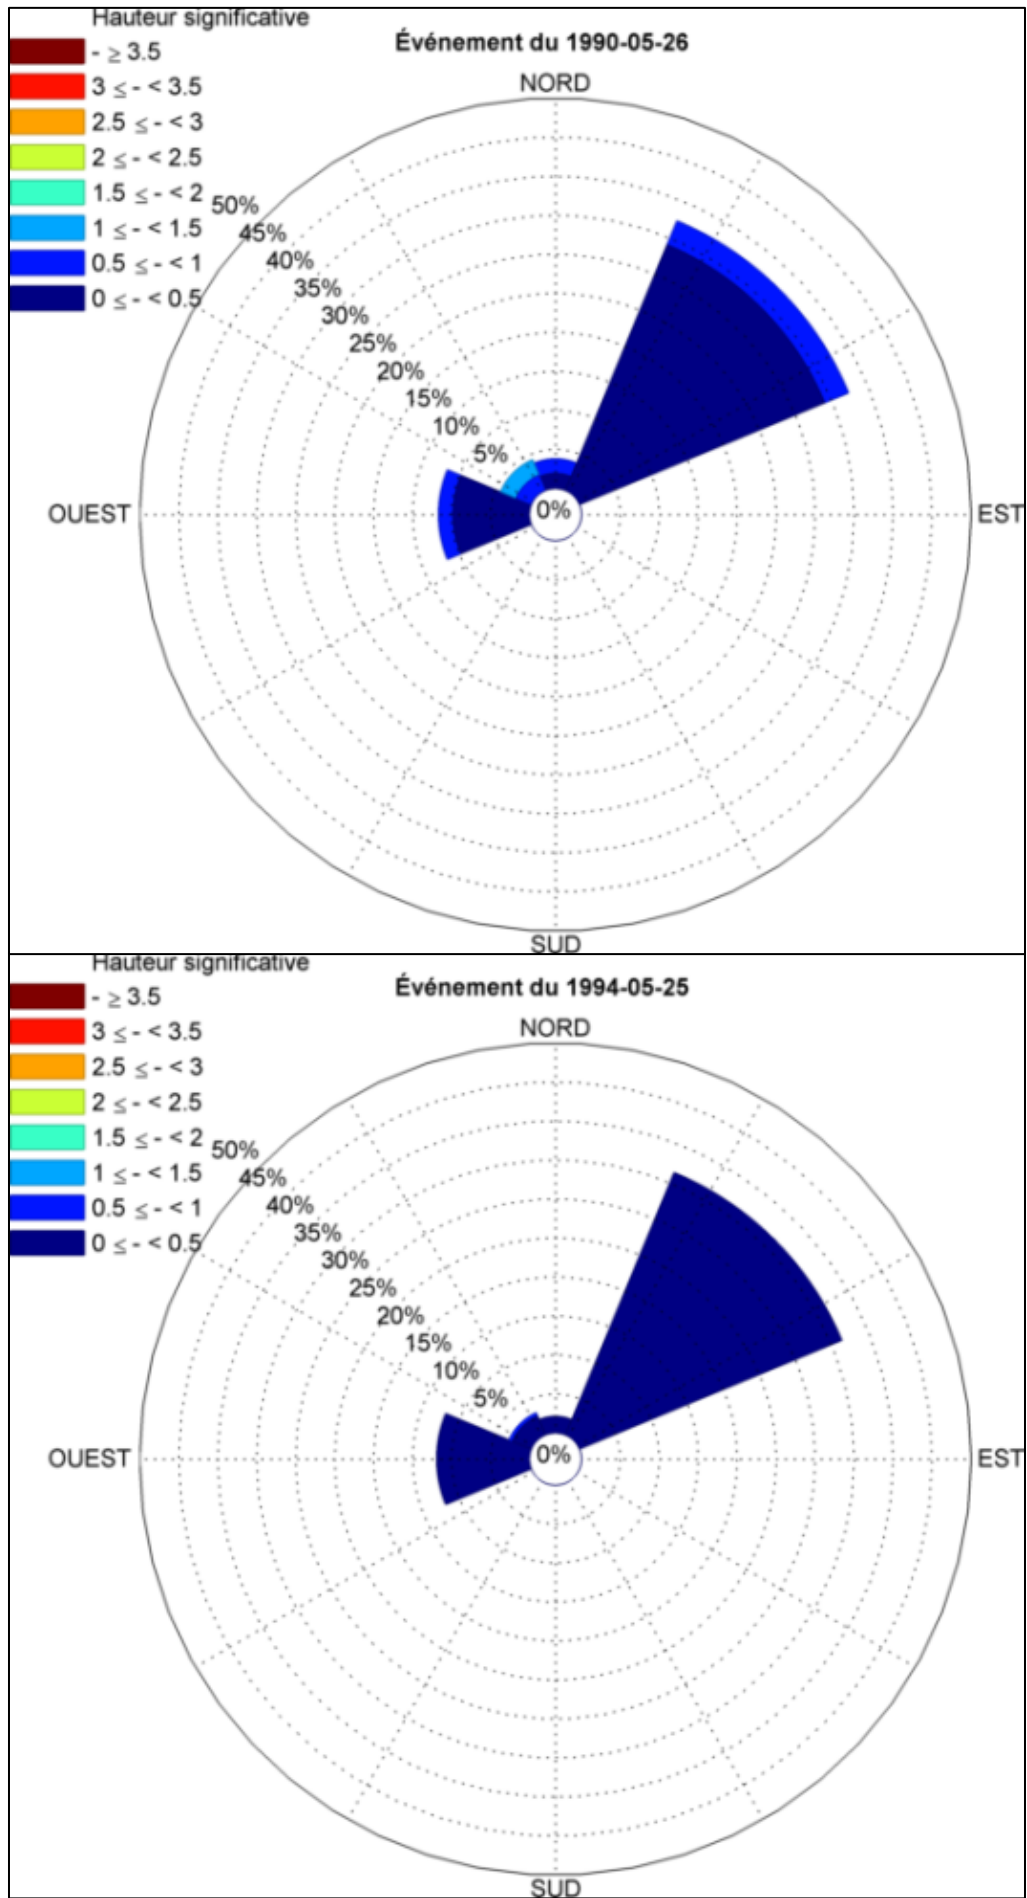 Hauteur significative
- ≥ 3.5
3 ≤ - < 3.5
2.5 ≤ - < 3
2 ≤ - < 2.5
1.5 ≤ - < 2
1 ≤ - < 1.5
0.5 ≤ - < 1
0 ≤ - < 0.5
Événement du 1990-05-26
NORD
50%
45%
40%
35%
30%
25%
20%
15%
10%
5%
0%
OUEST
EST
SUD
Hauteur significative
- ≥ 3.5
3 ≤ - < 3.5
2.5 ≤ - < 3
2 ≤ - < 2.5
1.5 ≤ - < 2
1 ≤ - < 1.5
0.5 ≤ - < 1
0 ≤ - < 0.5
Événement du 1994-05-25
NORD
50%
45%
40%
35%
30%
25%
20%
15%
10%
5%
0%
OUEST
EST
SUD